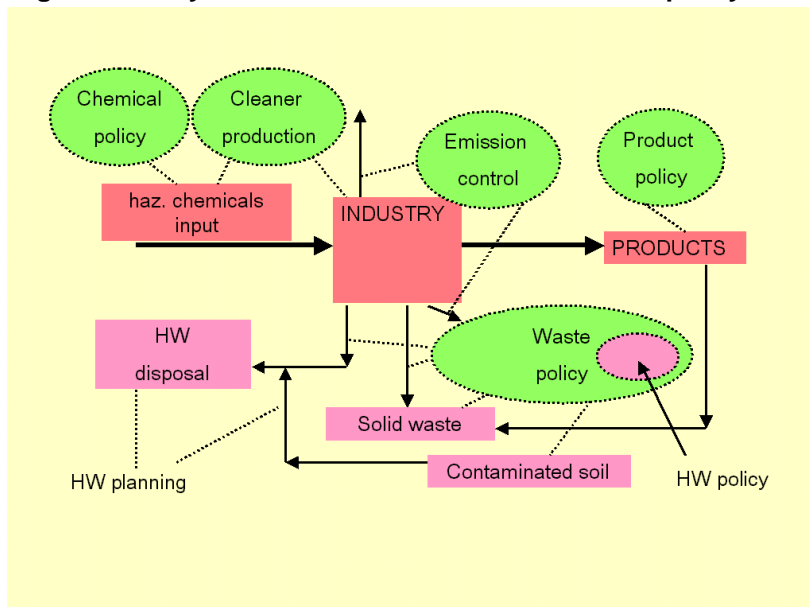 Chemical
policy
Cleaner
production
Emission
control
Product
policy
haz. chemicals
input
INDUSTRY
PRODUCTS
HW
disposal
Waste
policy
Solid waste
Contaminated soil
HW planning
HW policy